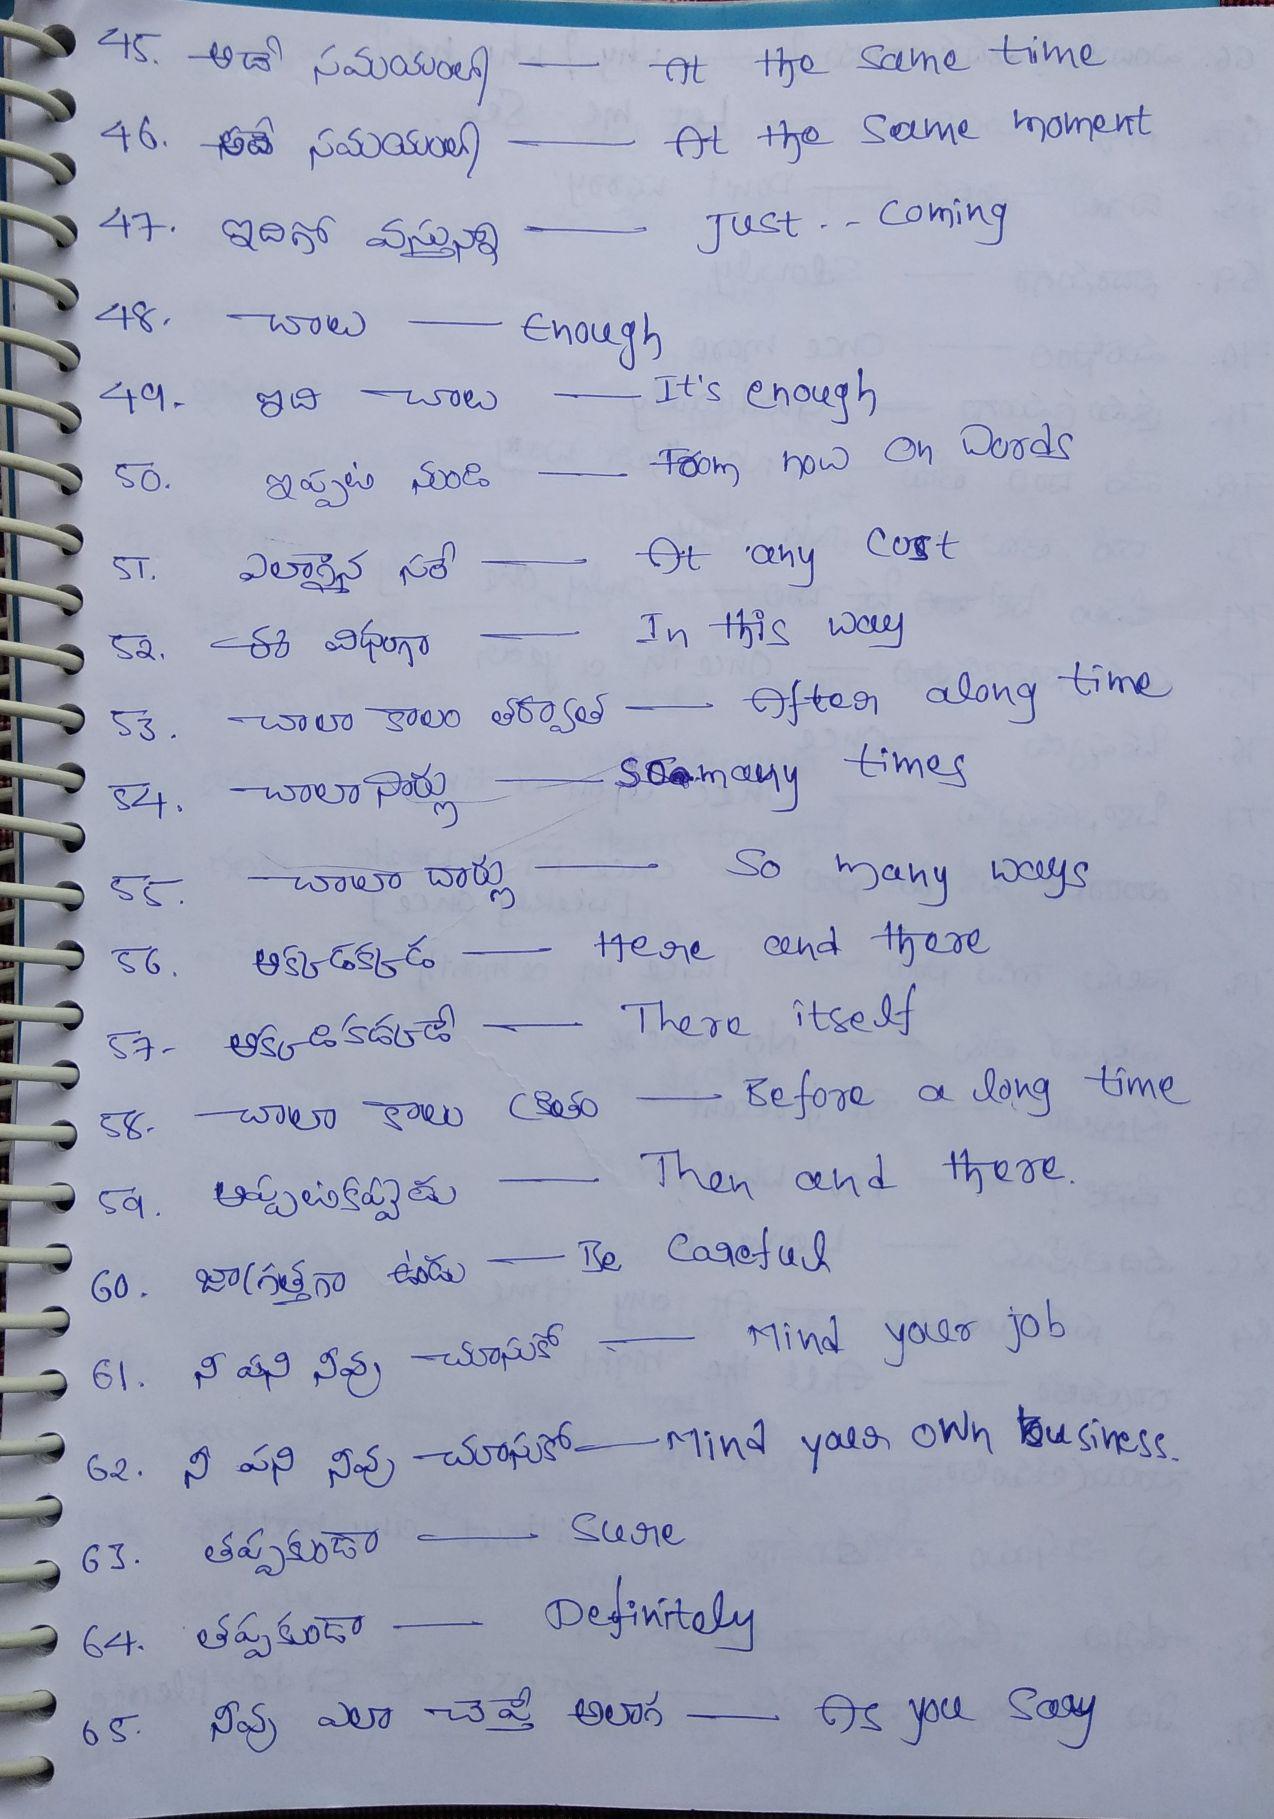 45. అదే సమయంలో — At the same time
46. అదే సమయంలో — At the same moment
47. ఇదిగో వస్తున్నా — Just .. coming
48. చాలు — Enough
49. ఇది చాలు — It's enough
50. ఇప్పటి నుండి — From now on words
51. ఎలాగైన సరే — At any cost
52. ఈ విధంగా — In this way
53. చాలా కాలం తర్వాత — After along time
54. చాలా సార్లు — So many times
55. చాలా దార్లు — So many ways
56. అక్కడక్కడ — Here and there
57- అక్కడికక్కడే — There itself
58- చాలా కాలు క్రితం — Before a long time
59. అప్పటికప్పుడు — Then and there.
60. జాగ్రత్తగా ఉండు — Be careful
61. నీ పని నీవు చూసుకో — Mind your job
62. నీ పని నీవు చూసుకో — Mind your own business.
63. తప్పకుండా — Sure
64. తప్పకుండా — Definitely
65. నీవు ఎలా చెప్తే అలాగ — As you say